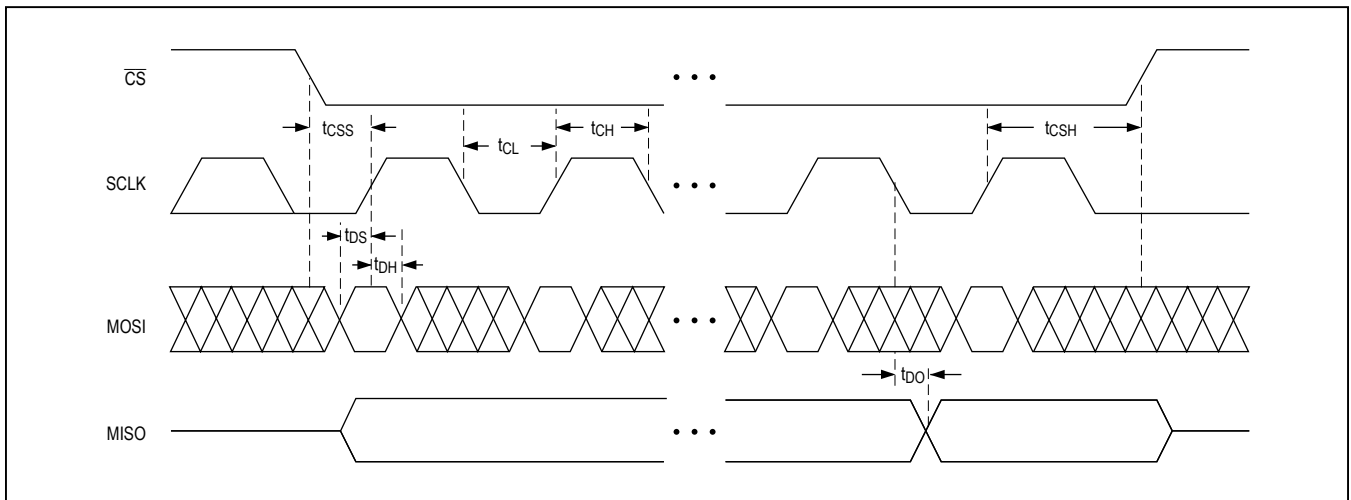 CS
tCSS
tCL
tCH
tCSH
SCLK
tDS
tDH
MOSI
tDO
MISO